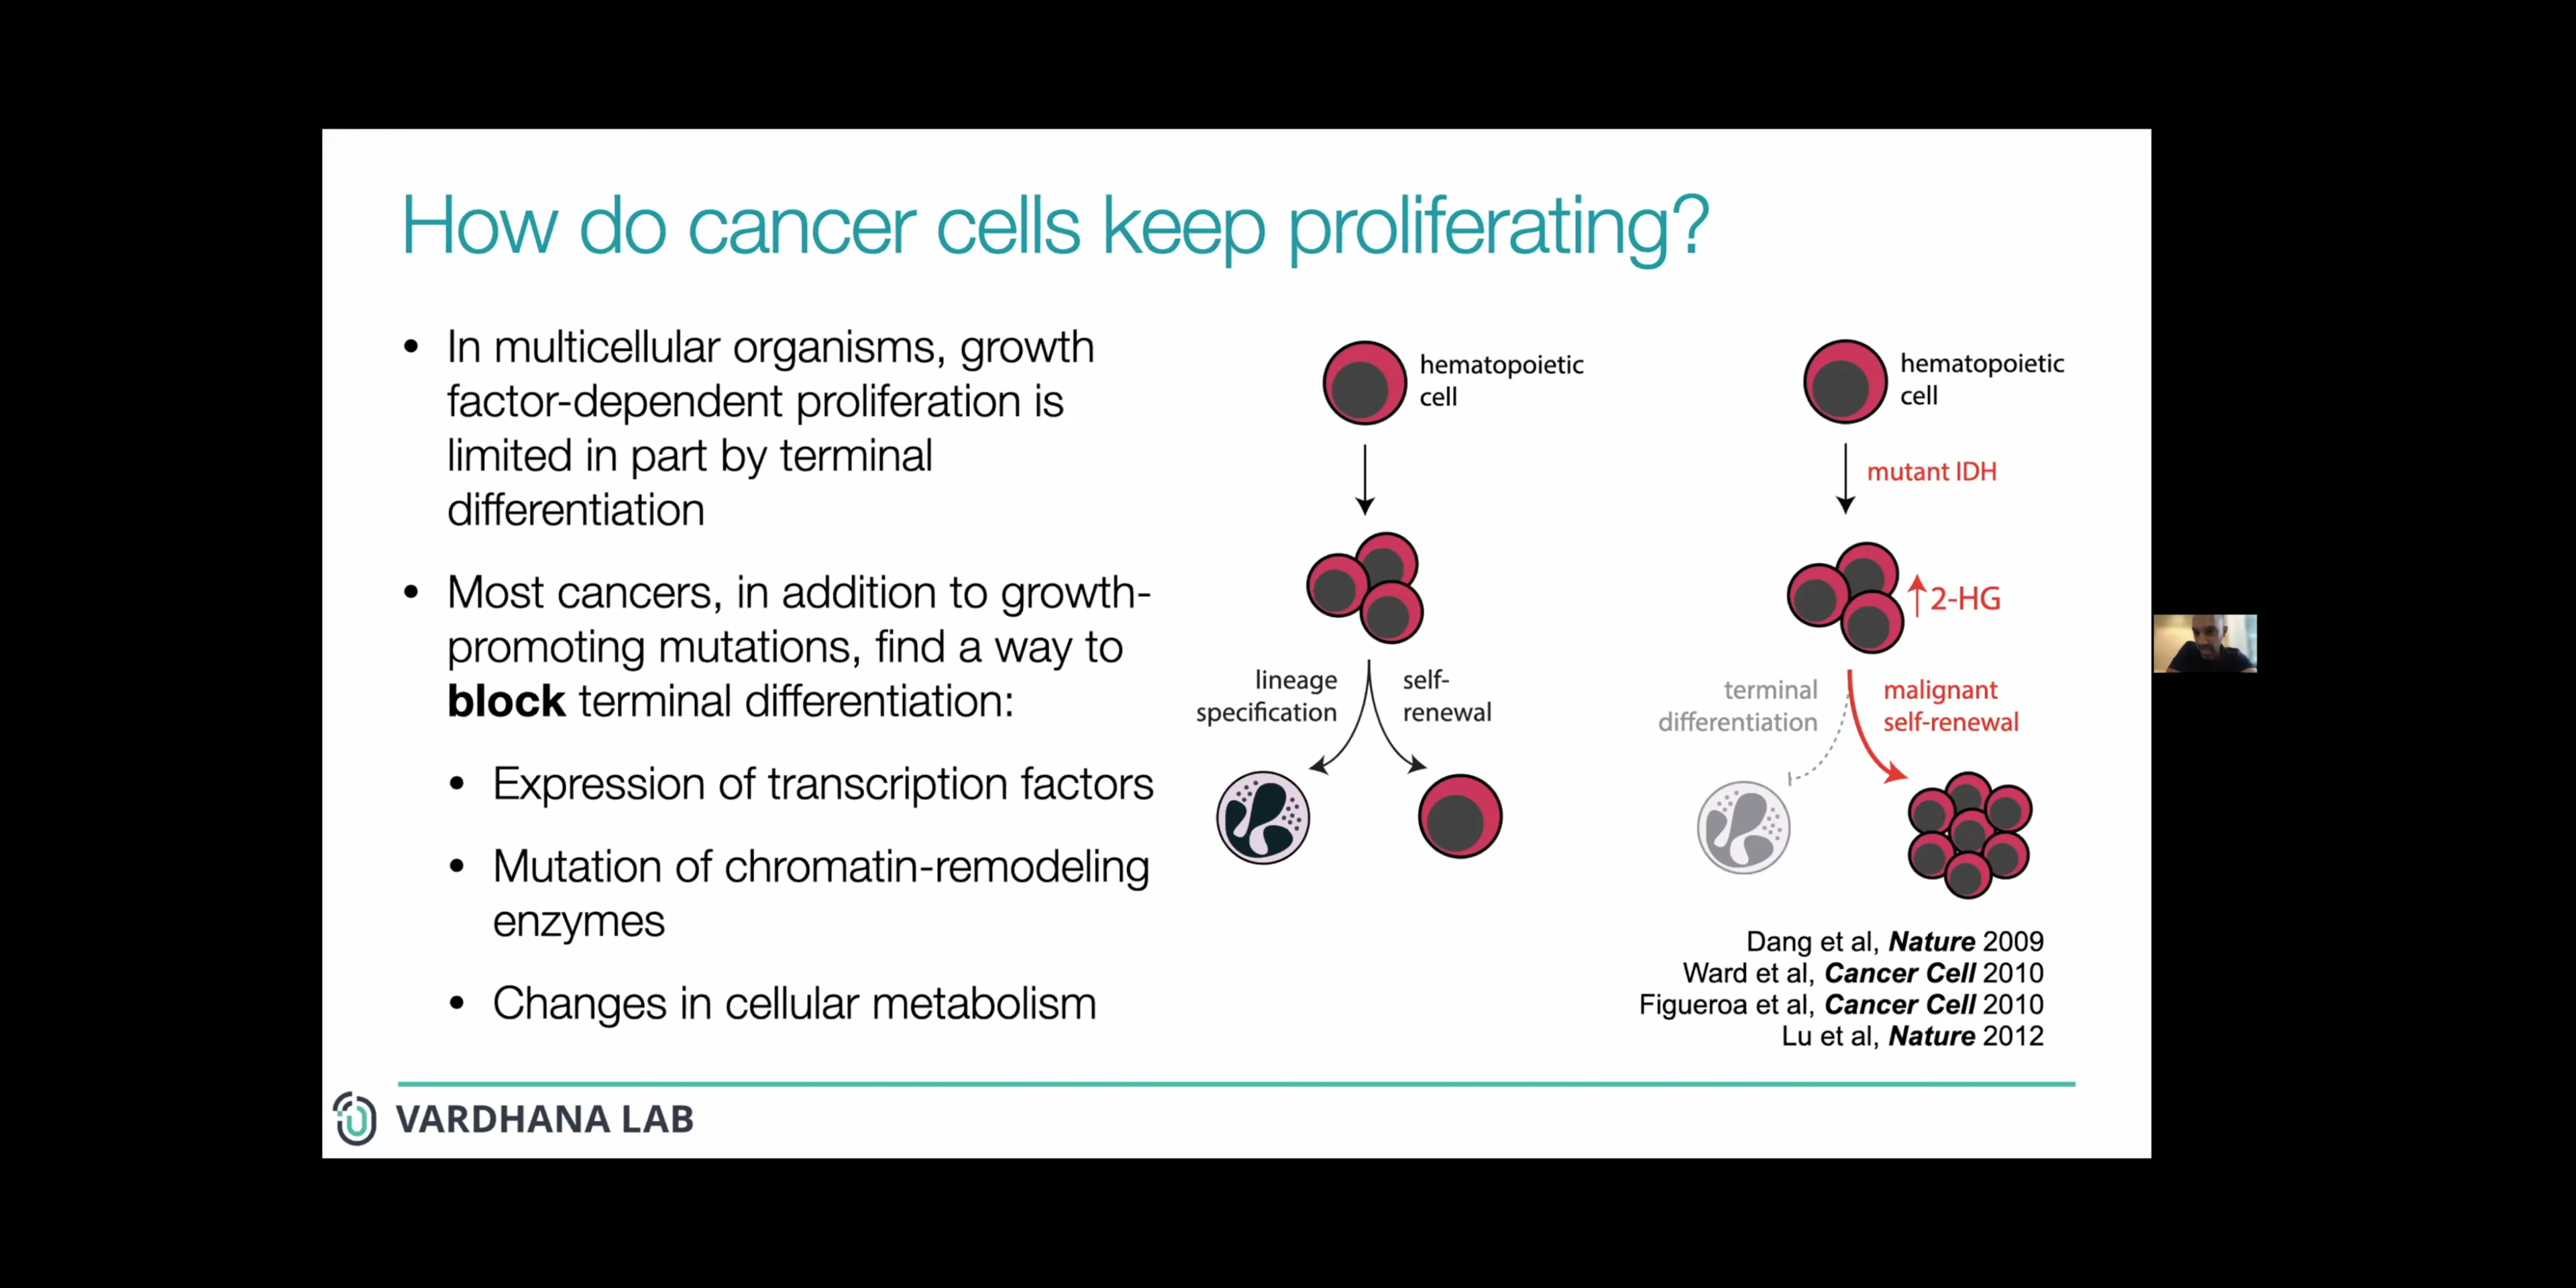 How do cancer cells keep proliferating?
• In multicellular organisms, growth
factor-dependent proliferation is
limited in part by terminal
differentiation
• Most cancers, in addition to growth-
promoting mutations, find a way to
block terminal differentiation:
• Expression of transcription factors
• Mutation of chromatin-remodeling
enzymes
• Changes in cellular metabolism
hematopoietic
cell
lineage
specification
self-
renewal
hematopoietic
cell
mutant IDH
2-HG
terminal
differentiation
malignant
self-renewal
Dang et al, Nature 2009
Ward et al, Cancer Cell 2010
Figueroa et al, Cancer Cell 2010
Lu et al, Nature 2012
VARDHANA LAB